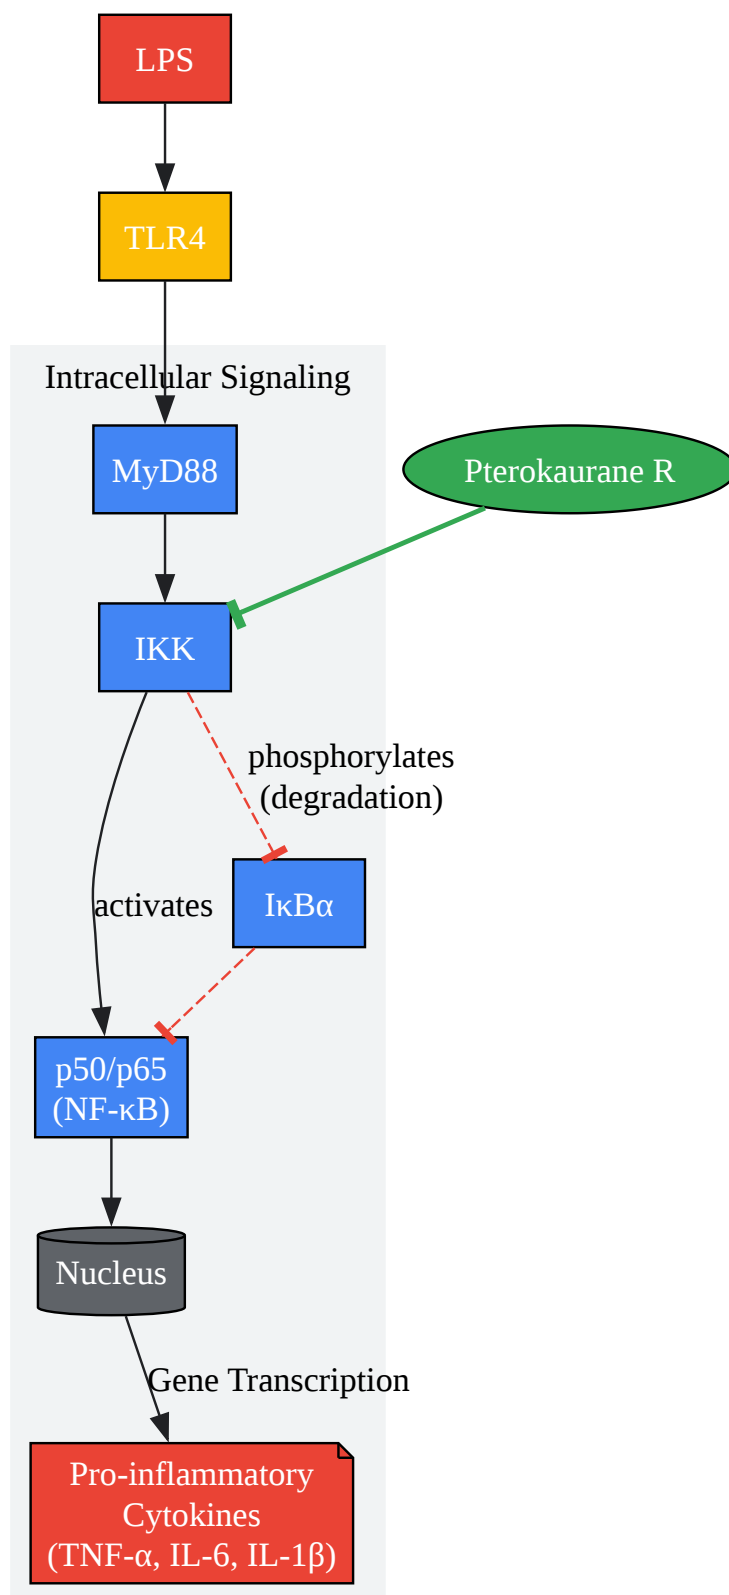 LPS
TLR4
Intracellular Signaling
MyD88
Pterokaurane R
IKK
phosphorylates
(degradation)
activates
IκBα
p50/p65
(NF-κB)
Nucleus
Gene Transcription
Pro-inflammatory
Cytokines
(TNF-α, IL-6, IL-1β)